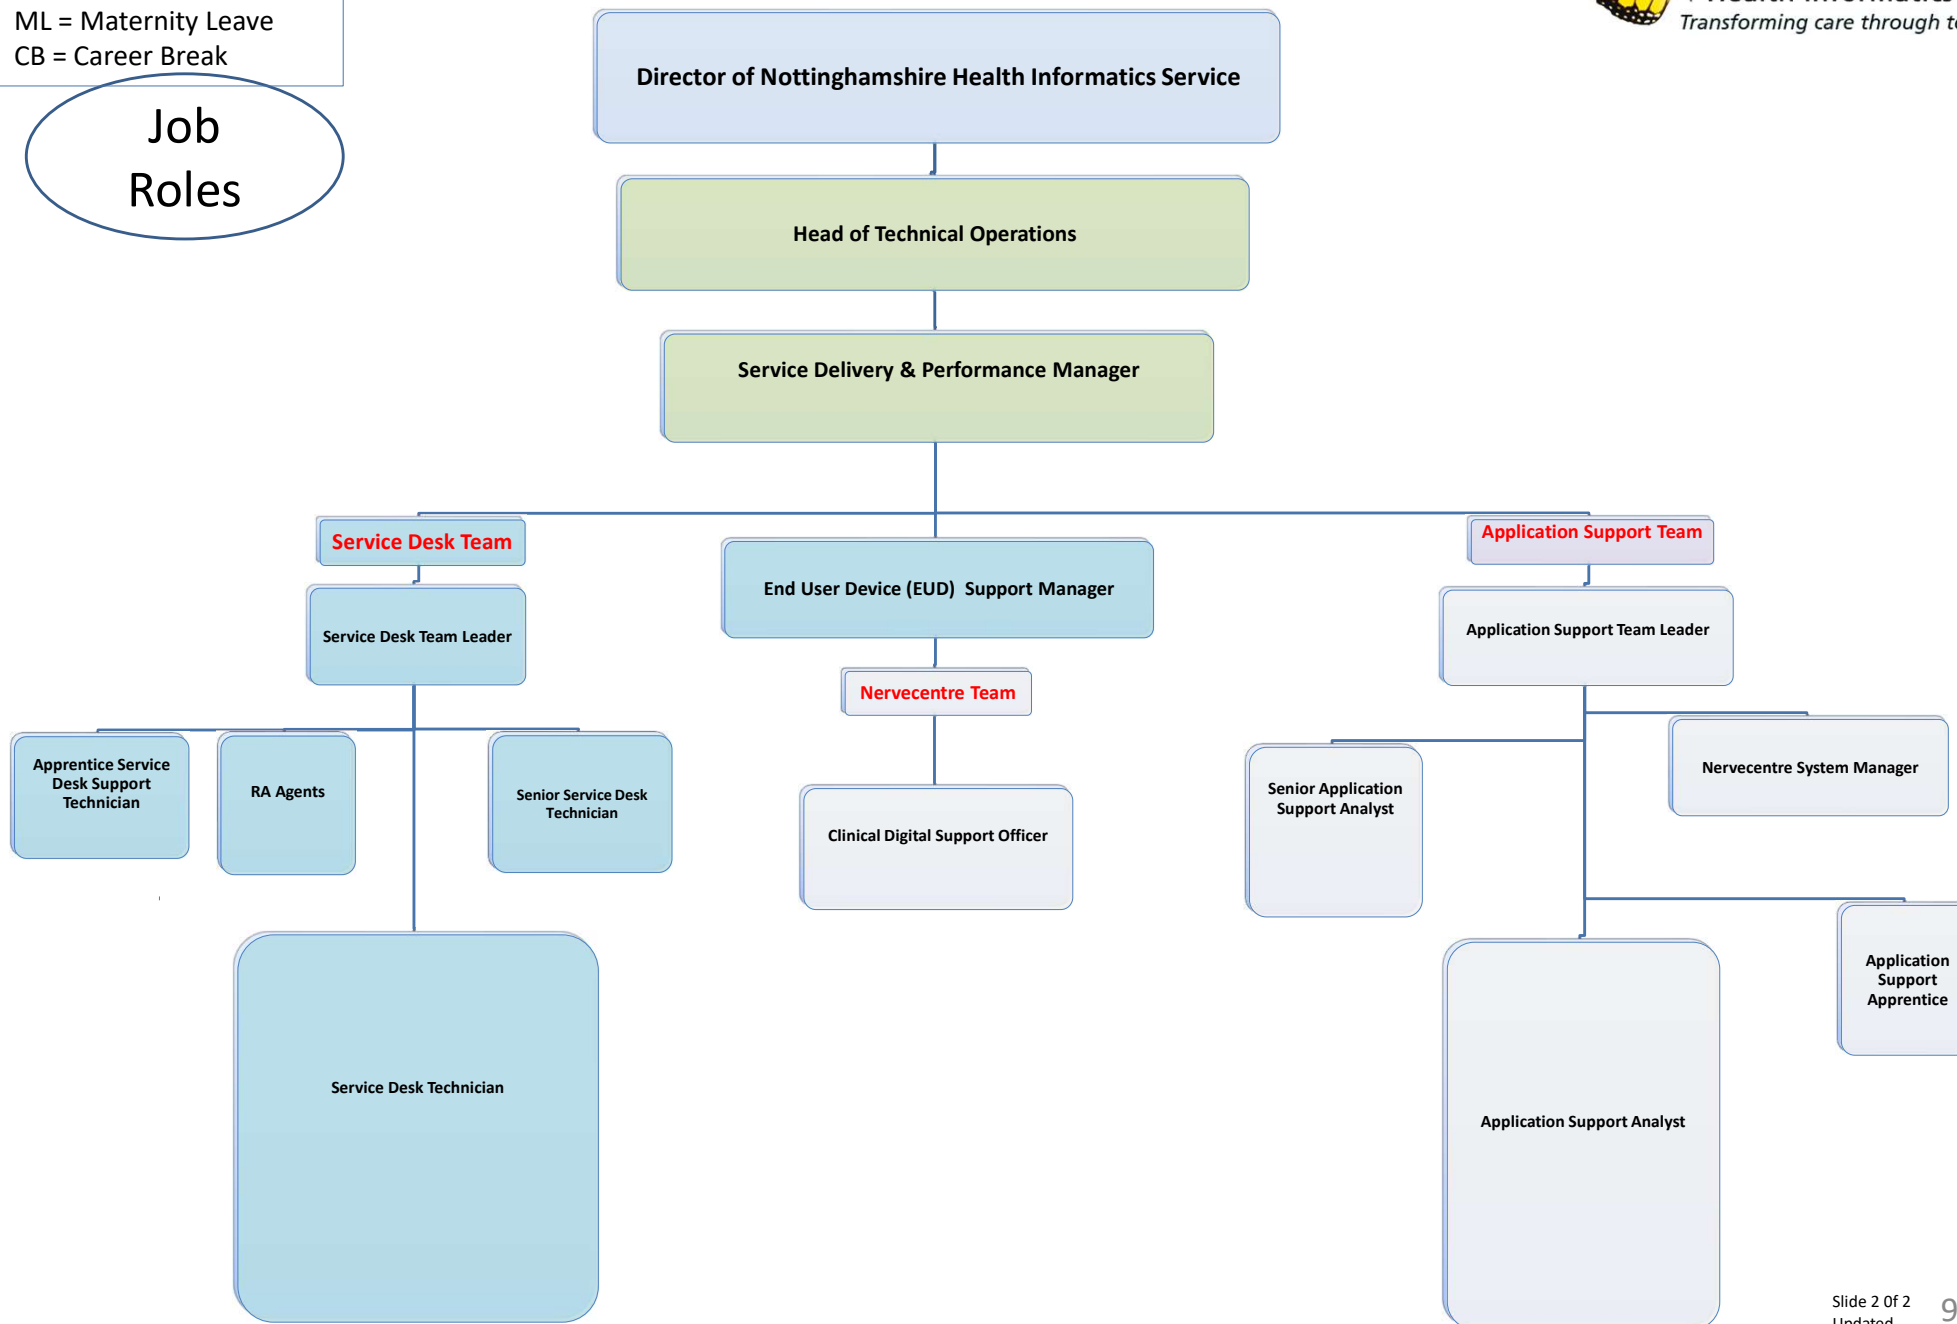 ML = Maternity Leave
CB = Career Break
Job
Roles
Transforming care through
Director of Nottinghamshire Health Informatics Service
Head of Technical Operations
Service Delivery & Performance Manager
Service Desk Team
Application Support Team
End User Device (EUD)  Support Manager
Service Desk Team Leader
Application Support Team Leader
Nervecentre Team
Apprentice Service
Desk Support
Technician
RA Agents
Senior Service Desk
Technician
Clinical Digital Support Officer
Senior Application
Support Analyst
Nervecentre System Manager
Service Desk Technician
Application Support Analyst
Application
Support
Apprentice
Slide 2 0f 2
Updated
9